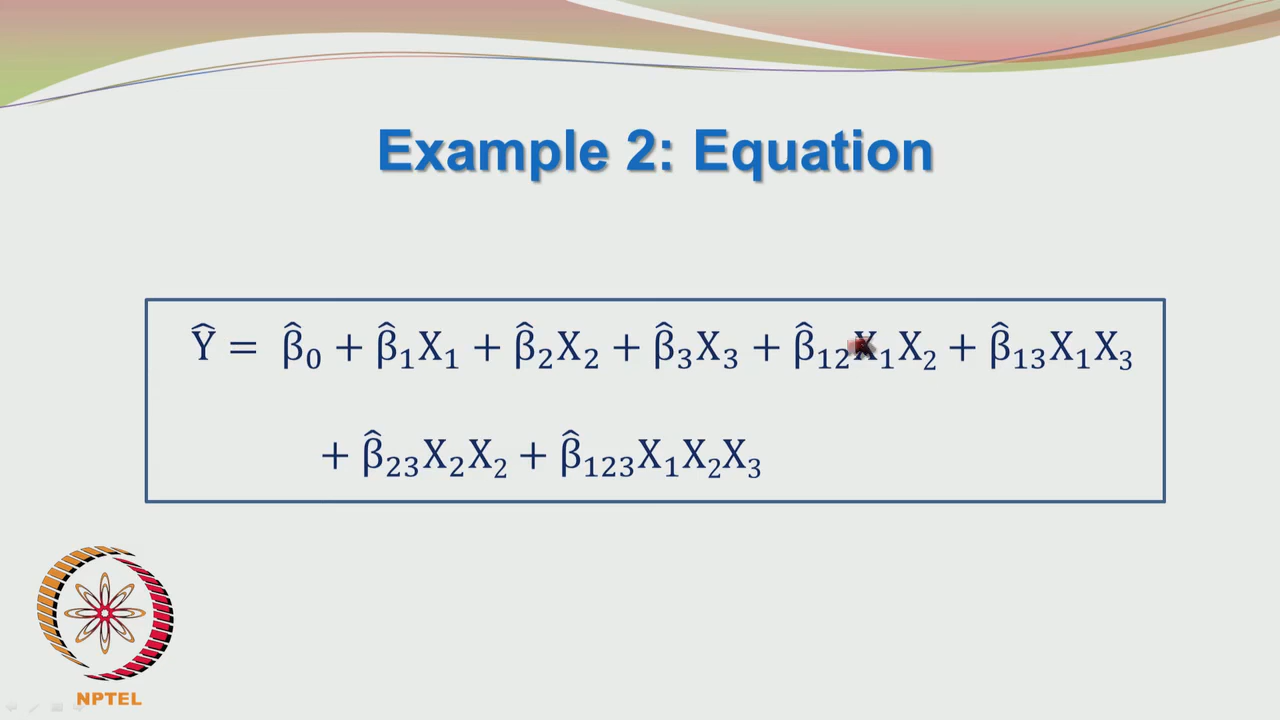 Example 2: Equation
Ŷ = β̂₀ + β̂₁X₁ + β̂₂X₂ + β̂₃X₃ + β̂₁₂X₁X₂ + β̂₁₃X₁X₃
+ β̂₂₃X₂X₂ + β̂₁₂₃X₁X₂X₃
NPTEL